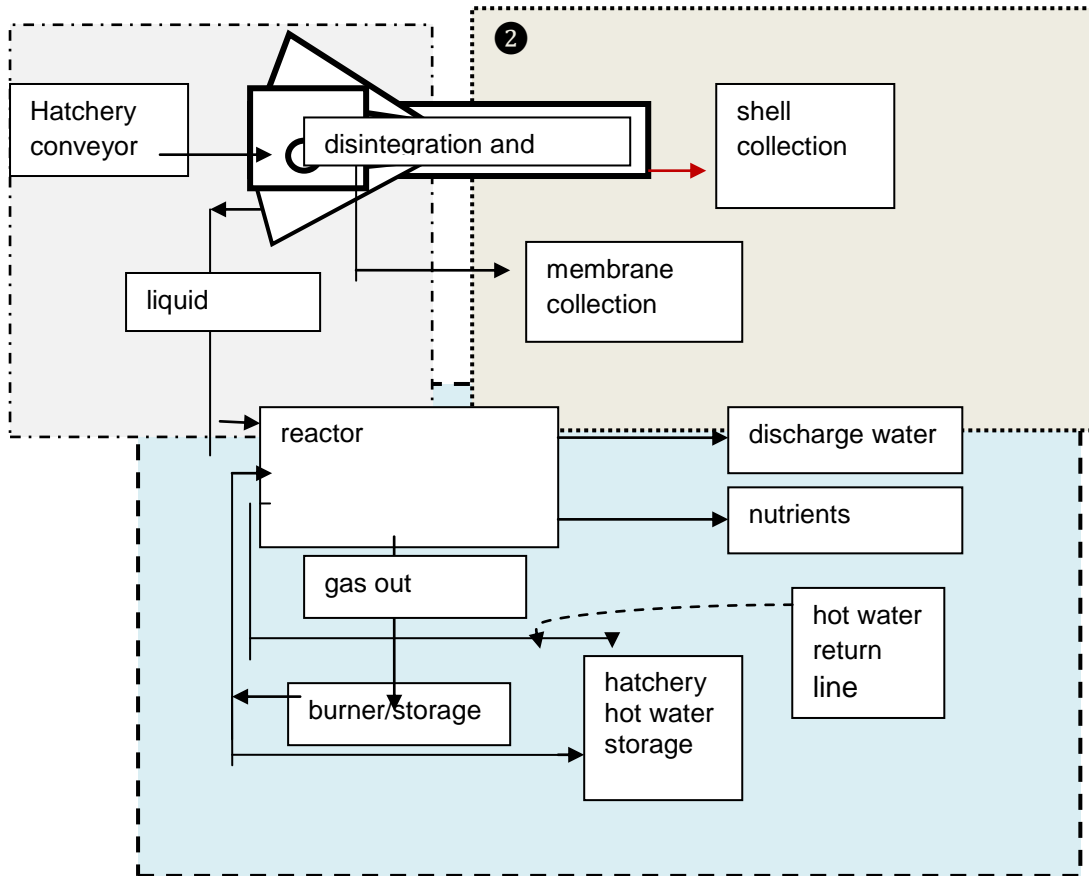 ❷
Hatchery
conveyor
disintegration and
shell
collection
membrane
collection
liquid
reactor
discharge water
nutrients
gas out
hot water
return
line
hatchery
hot water
storage
burner/storage